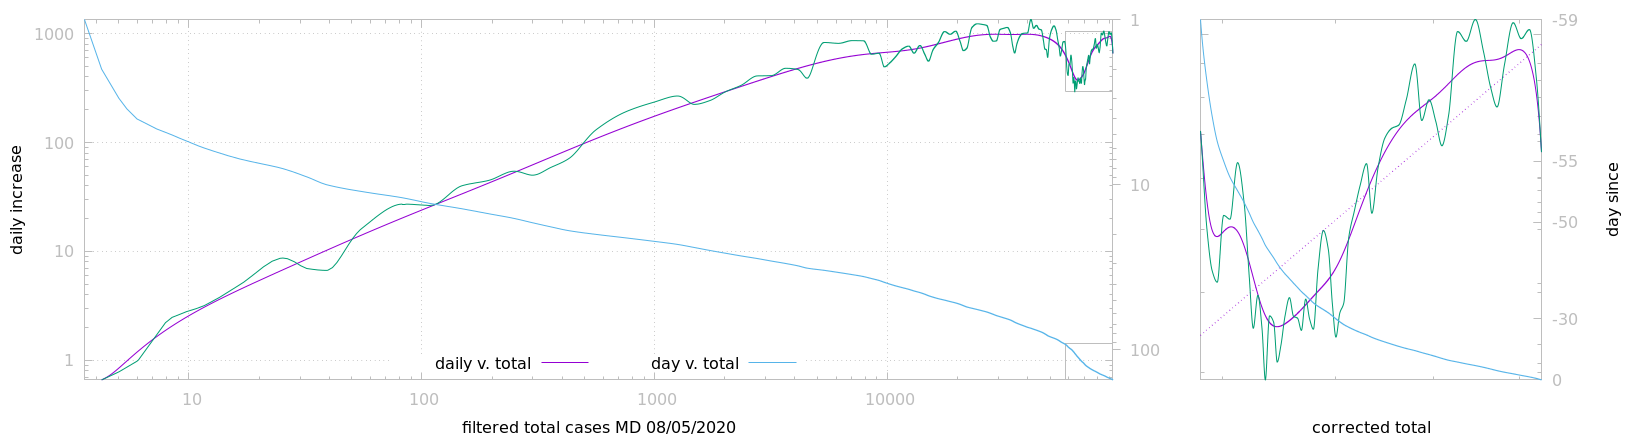 1000
100
10
1
daily increase
daily v. total
day v. total
10
100
1000
10000
filtered total cases MD 08/05/2020
1
10
100
-59
-55
-50
-30
0
day since
corrected total